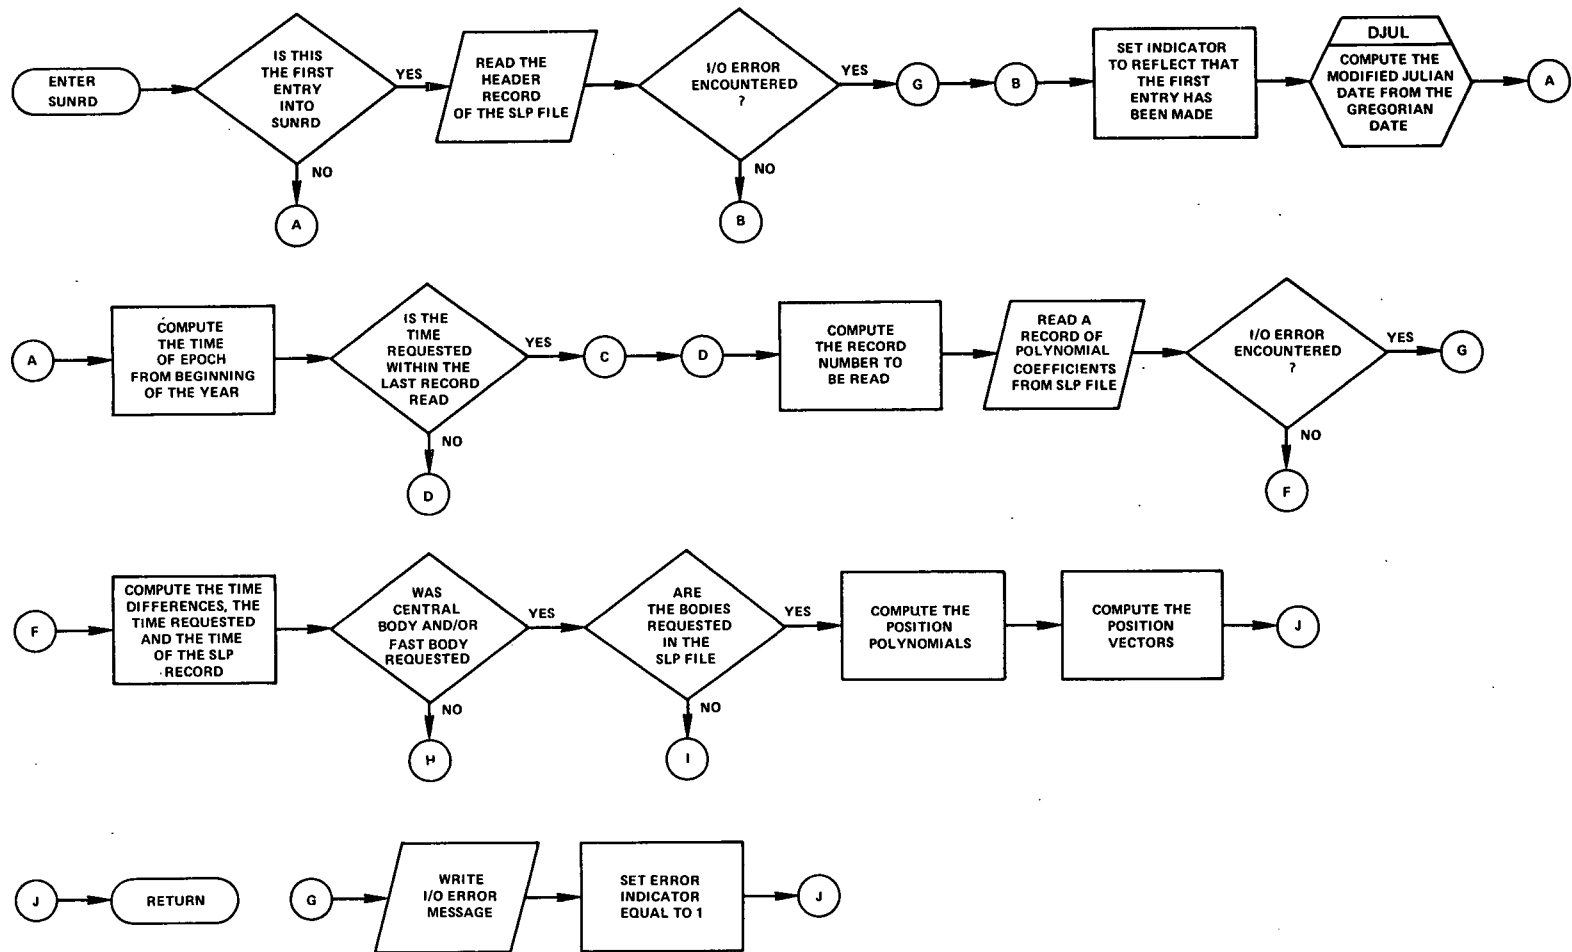 ENTER
SUNRD
IS THIS
THE FIRST
ENTRY
INTO
SUNRD
YES
NO
A
READ THE
HEADER
RECORD
OF THE SLP FILE
I/O ERROR
ENCOUNTERED
?
YES
NO
B
G
B
SET INDICATOR
TO REFLECT THAT
THE FIRST
ENTRY HAS
BEEN MADE
DJUL
COMPUTE THE
MODIFIED JULIAN
DATE FROM THE
GREGORIAN
DATE
A
A
COMPUTE
THE TIME
OF EPOCH
FROM BEGINNING
OF THE YEAR
IS THE
TIME
REQUESTED
WITHIN THE
LAST RECORD
READ
YES
NO
D
C
D
COMPUTE
THE RECORD
NUMBER TO
BE READ
READ A
RECORD OF
POLYNOMIAL
COEFFICIENTS
FROM SLP FILE
I/O ERROR
ENCOUNTERED
?
YES
G
NO
F
F
COMPUTE THE TIME
DIFFERENCES, THE
TIME REQUESTED
AND THE TIME
OF THE SLP
RECORD
WAS
CENTRAL
BODY AND/OR
FAST BODY
REQUESTED
YES
NO
H
ARE
THE BODIES
REQUESTED
IN THE
SLP FILE
YES
NO
I
COMPUTE THE
POSITION
POLYNOMIALS
COMPUTE THE
POSITION
VECTORS
J
J
RETURN
G
WRITE
I/O ERROR
MESSAGE
SET ERROR
INDICATOR
EQUAL TO 1
J